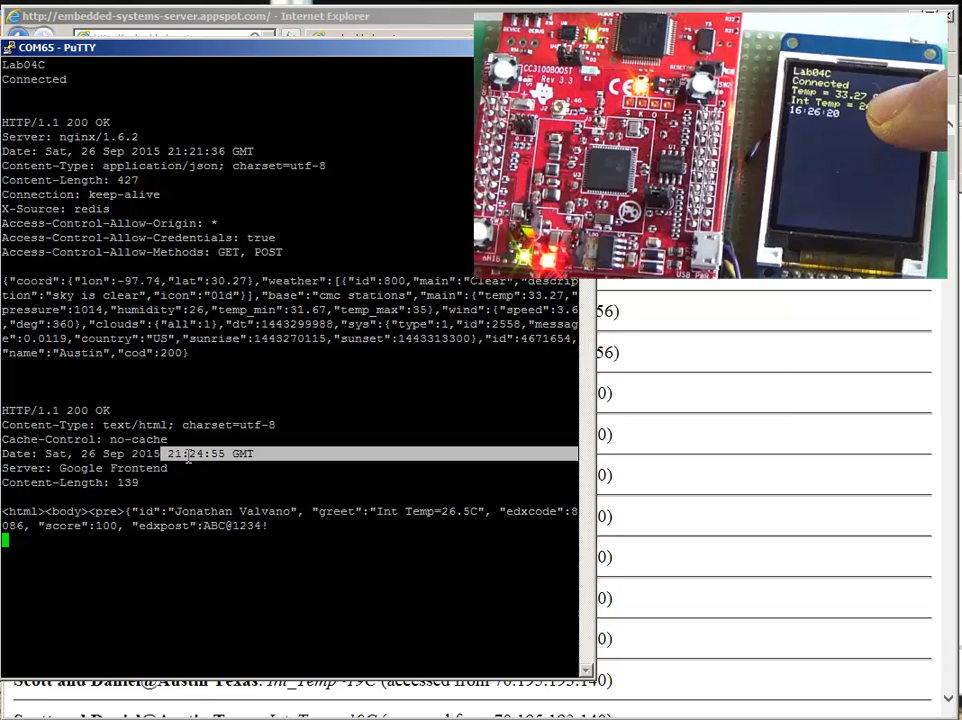 http://embedded-systems-server.appspot.com/ - Internet Explorer
COM65 - PuTTY
Lab04C
Connected
HTTP/1.1 200 OK
Server: nginx/1.6.2
Date: Sat, 26 Sep 2015 21:21:36 GMT
Content-Type: application/json; charset=utf-8
Content-Length: 427
Connection: keep-alive
X-Source: redis
Access-Control-Allow-Origin: *
Access-Control-Allow-Credentials: true
Access-Control-Allow-Methods: GET, POST
{"coord":{"lon":-97.74,"lat":30.27},"weather":[{"id":800,"main":"Clear","descrip
tion":"sky is clear","icon":"01d"}],"base":"cmc stations","main":{"temp":33.27,"
pressure":1014,"humidity":26,"temp_min":31.67,"temp_max":35},"wind":{"speed":3.6
,"deg":360},"clouds":{"all":1},"dt":1443299988,"sys":{"type":1,"id":2558,"messag
e":0.0119,"country":"US","sunrise":1443270115,"sunset":1443313300},"id":4671654,
"name":"Austin","cod":200}
HTTP/1.1 200 OK
Content-Type: text/html; charset=utf-8
Cache-Control: no-cache
Date: Sat, 26 Sep 2015 21:24:55 GMT
Server: Google Frontend
Content-Length: 139
<html><body><pre>{"id":"Jonathan Valvano", "greet":"Int Temp=26.5C", "edxcode":8
086, "score":100, "edxpost":ABC@1234!
CC3100BOOST
Rev 3.3
CE
RESET
Lab04C
Connected
Temp = 33.27
Int Temp =
16:26:20
56)
56)
0)
0)
0)
0)
0)
0)
0)
Scott and Daniel@Austin Texas: Int_Temp -19C (accessed from 70.195.193.140)